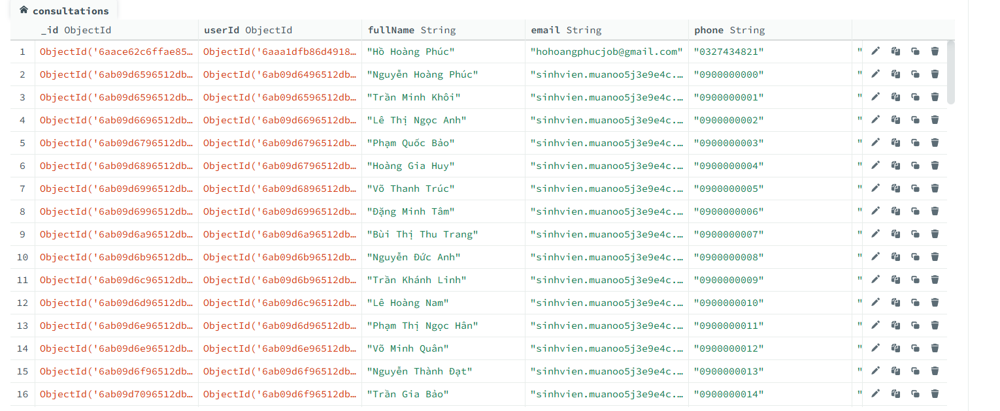 consultations
_id ObjectId userId ObjectId fullName String email String phone String
1 ObjectId('6aace62c6ffae85… ObjectId('6aaa1dfb86d4918… "Hồ Hoàng Phúc" "hohoangphucjob@gmail.com" "0327434821" "
2 ObjectId('6ab09d6596512db… ObjectId('6ab09d6496512db… "Nguyễn Hoàng Phúc" "sinhvien.muanoo5j3e9e4c.… "0900000000" "
3 ObjectId('6ab09d6596512db… ObjectId('6ab09d6596512db… "Trần Minh Khôi" "sinhvien.muanoo5j3e9e4c.… "0900000001" "
4 ObjectId('6ab09d6696512db… ObjectId('6ab09d6696512db… "Lê Thị Ngọc Anh" "sinhvien.muanoo5j3e9e4c.… "0900000002" "
5 ObjectId('6ab09d6796512db… ObjectId('6ab09d6796512db… "Phạm Quốc Bảo" "sinhvien.muanoo5j3e9e4c.… "0900000003" "
6 ObjectId('6ab09d6896512db… ObjectId('6ab09d6796512db… "Hoàng Gia Huy" "sinhvien.muanoo5j3e9e4c.… "0900000004" "
7 ObjectId('6ab09d6996512db… ObjectId('6ab09d6896512db… "Võ Thanh Trúc" "sinhvien.muanoo5j3e9e4c.… "0900000005" "
8 ObjectId('6ab09d6996512db… ObjectId('6ab09d6996512db… "Đặng Minh Tâm" "sinhvien.muanoo5j3e9e4c.… "0900000006" "
9 ObjectId('6ab09d6a96512db… ObjectId('6ab09d6a96512db… "Bùi Thị Thu Trang" "sinhvien.muanoo5j3e9e4c.… "0900000007" "
10 ObjectId('6ab09d6b96512db… ObjectId('6ab09d6b96512db… "Nguyễn Đức Anh" "sinhvien.muanoo5j3e9e4c.… "0900000008" "
11 ObjectId('6ab09d6c96512db… ObjectId('6ab09d6b96512db… "Trần Khánh Linh" "sinhvien.muanoo5j3e9e4c.… "0900000009" "
12 ObjectId('6ab09d6d96512db… ObjectId('6ab09d6c96512db… "Lê Hoàng Nam" "sinhvien.muanoo5j3e9e4c.… "0900000010" "
13 ObjectId('6ab09d6e96512db… ObjectId('6ab09d6d96512db… "Phạm Thị Ngọc Hân" "sinhvien.muanoo5j3e9e4c.… "0900000011" "
14 ObjectId('6ab09d6e96512db… ObjectId('6ab09d6e96512db… "Võ Minh Quân" "sinhvien.muanoo5j3e9e4c.… "0900000012" "
15 ObjectId('6ab09d6f96512db… ObjectId('6ab09d6f96512db… "Nguyễn Thành Đạt" "sinhvien.muanoo5j3e9e4c.… "0900000013" "
16 ObjectId('6ab09d7096512db… ObjectId('6ab09d6f96512db… "Trần Gia Bảo" "sinhvien.muanoo5j3e9e4c.… "0900000014" "